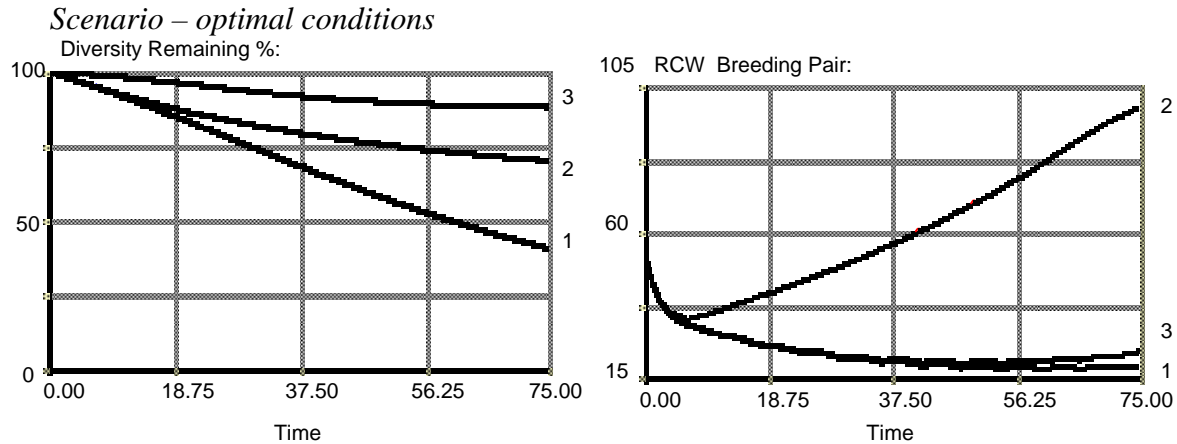 Scenario – optimal conditions
Diversity Remaining %:
100
50
0
3
2
1
0.00 18.75 37.50 56.25 75.00
Time
105 RCW Breeding Pair:
60
15
2
3
1
0.00 18.75 37.50 56.25 75.00
Time